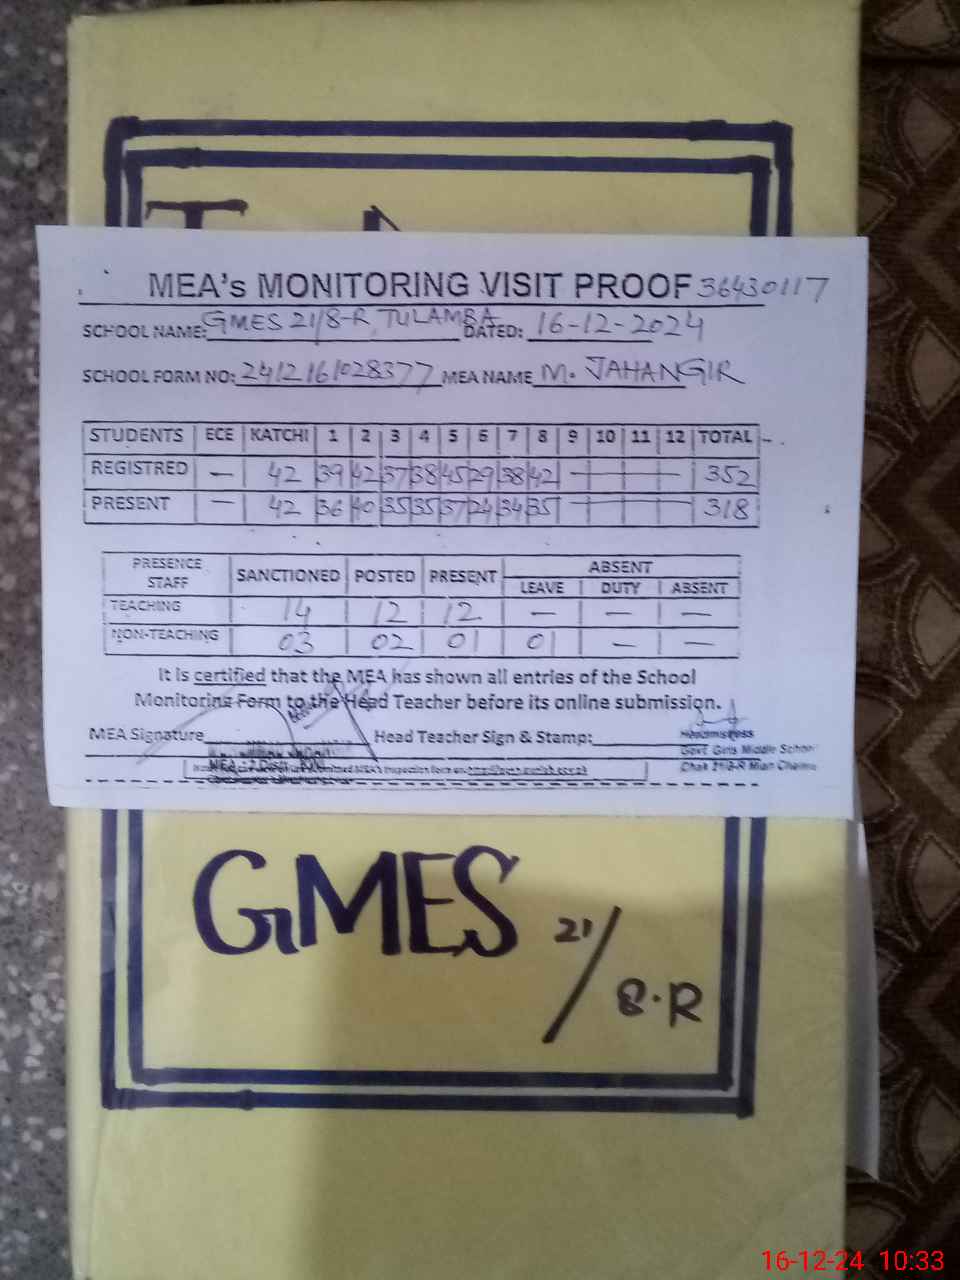 MEA's MONITORING VISIT PROOF 36430117
SCHOOL NAME: GMES 21/8-R, TULAMBA DATED: 16-12-2024
SCHOOL FORM NO: 2412161028377 MEA NAME M. JAHANGIR
STUDENTS ECE KATCHI 1 2 3 4 5 6 7 8 9 10 11 12 TOTAL
REGISTRED — 42 39 42 37 38 45 29 38 42 — 352
PRESENT — 42 36 40 35 35 37 24 34 35 — 318
PRESENCE STAFF SANCTIONED POSTED PRESENT ABSENT
LEAVE DUTY ABSENT
TEACHING 14 12 12 — — —
NON-TEACHING 03 02 01 01 — —
It is certified that the MEA has shown all entries of the School
Monitoring Form to the Head Teacher before its online submission.
MEA Signature Head Teacher Sign & Stamp:
Headmistress
Govt. Girls Middle School
Chak 21/8-R Mian Channu
GMES 21/8.R
16-12-24 10:33